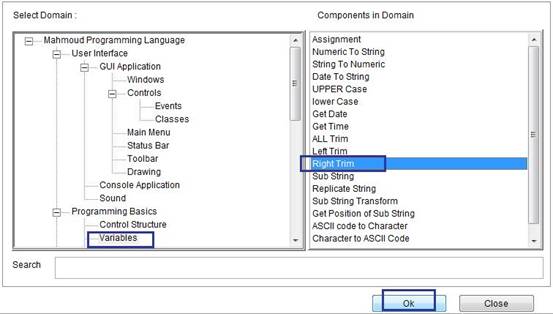 Select Domain :
Mahmoud Programming Language
User Interface
GUI Application
Windows
Controls
Events
Classes
Main Menu
Status Bar
Toolbar
Drawing
Console Application
Sound
Programming Basics
Control Structure
Variables
Components in Domain
Assignment
Numeric To String
String To Numeric
Date To String
UPPER Case
lower Case
Get Date
Get Time
ALL Trim
Left Trim
Right Trim
Sub String
Replicate String
Sub String Transform
Get Position of Sub String
ASCII code to Character
Character to ASCII Code
Search
Ok
Close